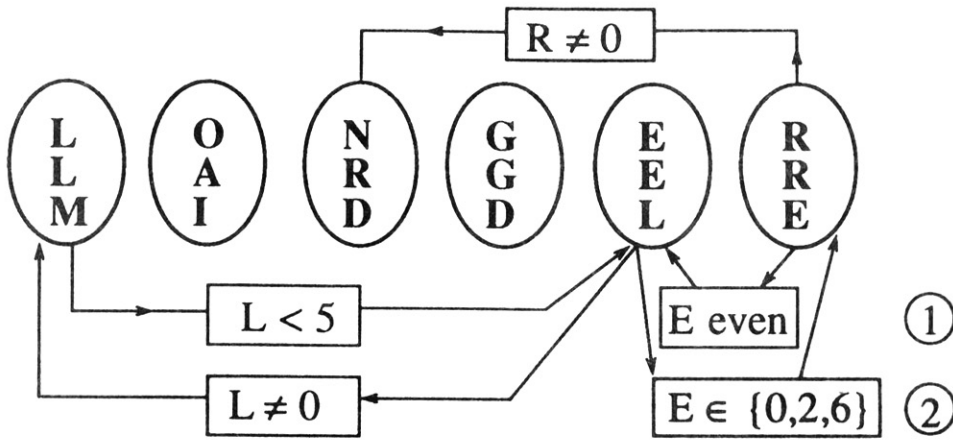 R ≠ 0
L O N G E R
L A R G E R
M I D D L E
L < 5
E even
①
L ≠ 0
E ∈ {0,2,6}
②